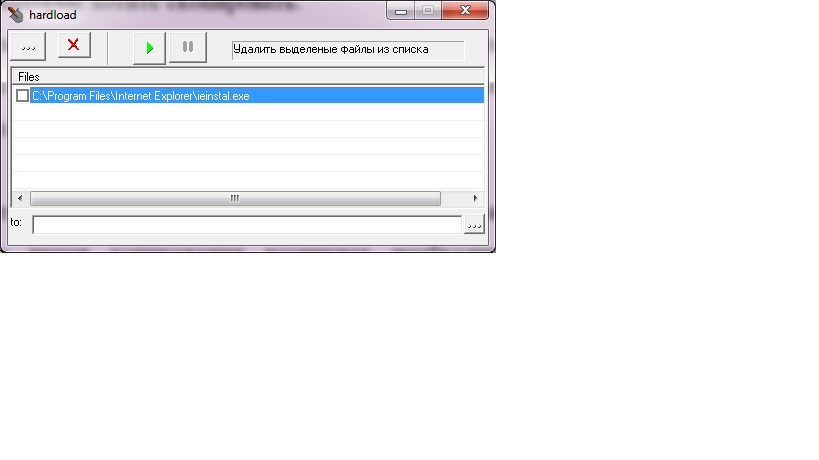 hardload
...
Удалить выделеные файлы из списка
Files
C:\Program Files\Internet Explorer\ieinstal.exe
to:
...